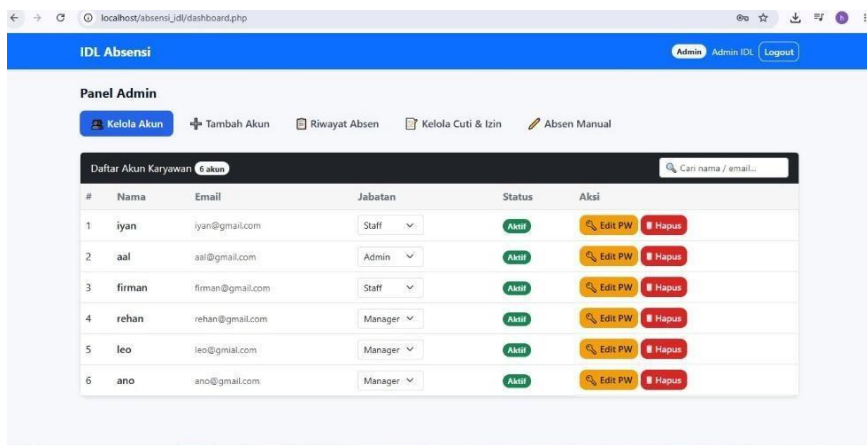 localhost/absensi_idl/dashboard.php
IDL Absensi
Admin Admin IDL Logout
Panel Admin
Kelola Akun Tambah Akun Riwayat Absen Kelola Cuti & Izin Absen Manual
Daftar Akun Karyawan 6 akun Cari nama / email...
# Nama Email Jabatan Status Aksi
1 iyan iyan@gmail.com Staff Aktif Edit PW Hapus
2 aal aal@gmail.com Admin Aktif Edit PW Hapus
3 firman firman@gmail.com Staff Aktif Edit PW Hapus
4 rehan rehan@gmail.com Manager Aktif Edit PW Hapus
5 leo leo@gmial.com Manager Aktif Edit PW Hapus
6 ano ano@gmail.com Manager Aktif Edit PW Hapus